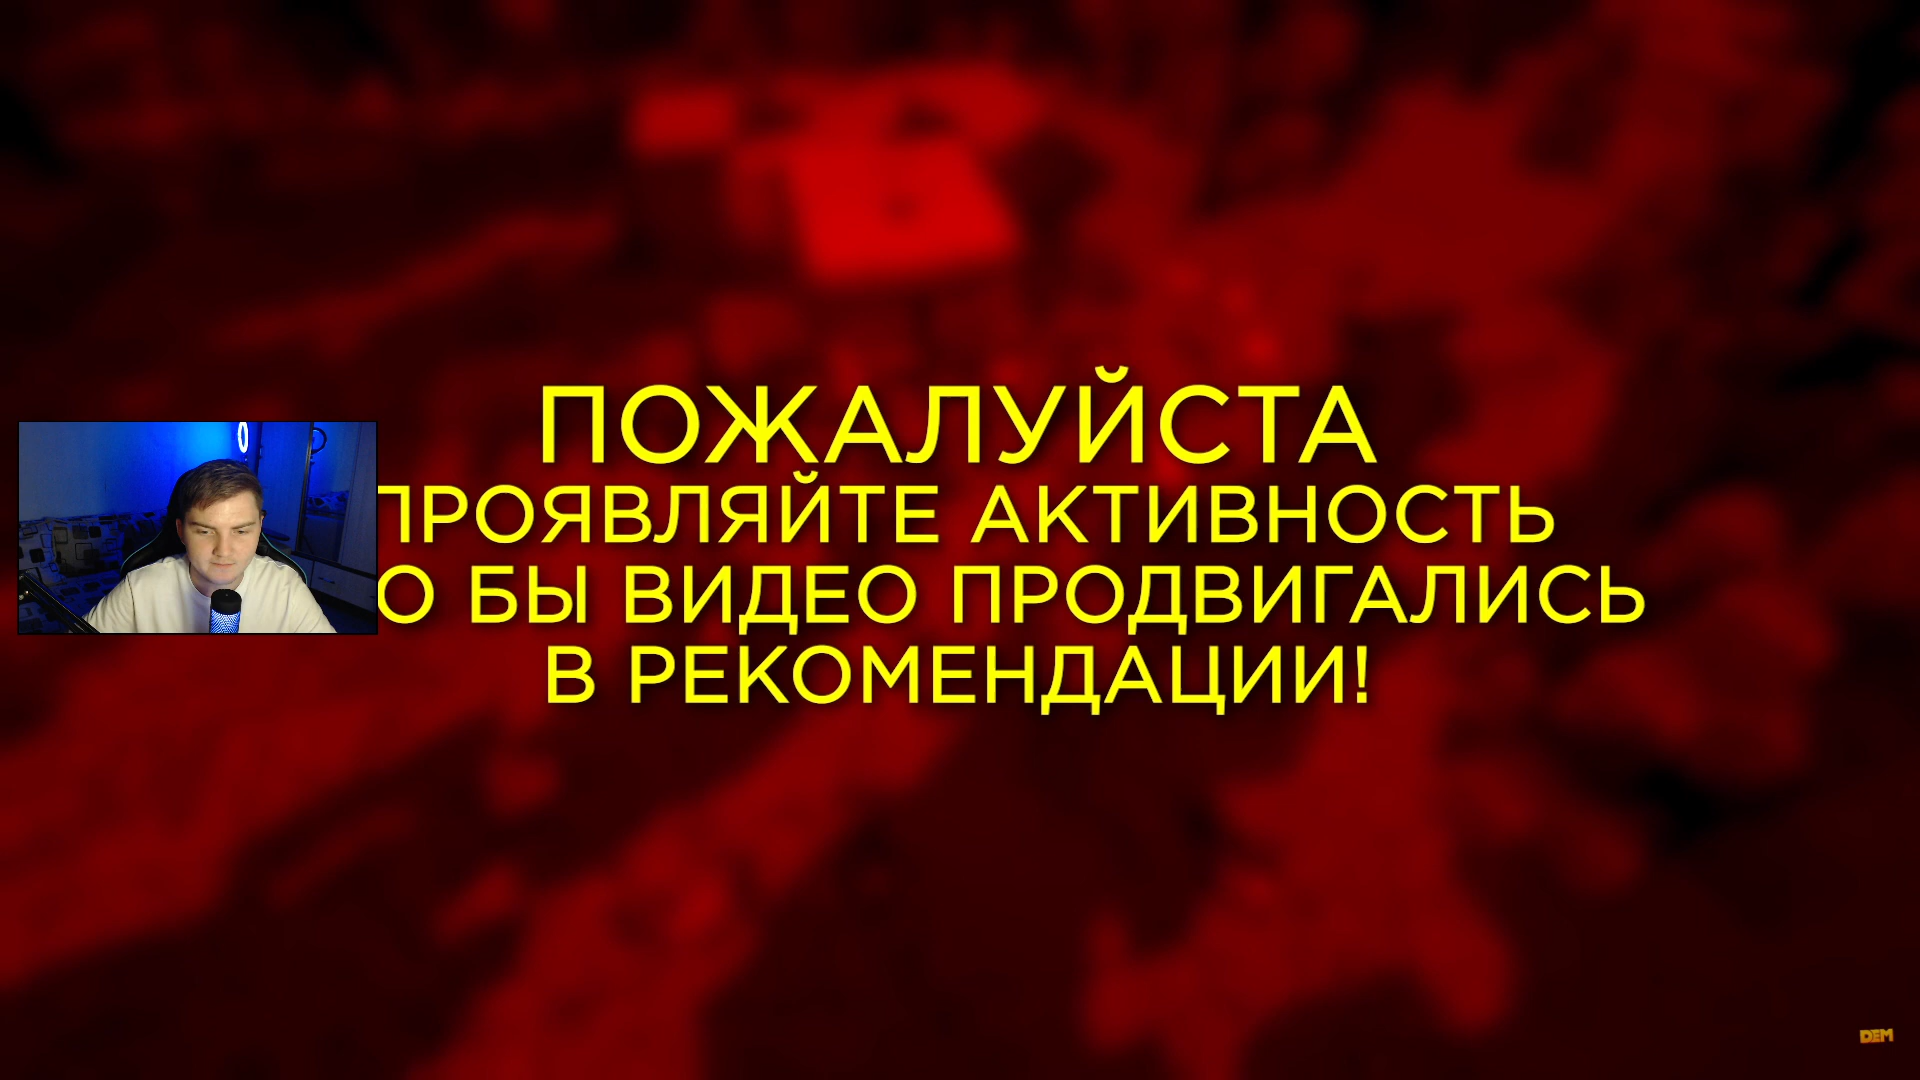 ПОЖАЛУЙСТА
ПРОЯВЛЯЙТЕ АКТИВНОСТЬ
БЫ ВИДЕО ПРОДВИГАЛИСЬ
В РЕКОМЕНДАЦИИ!
DEM